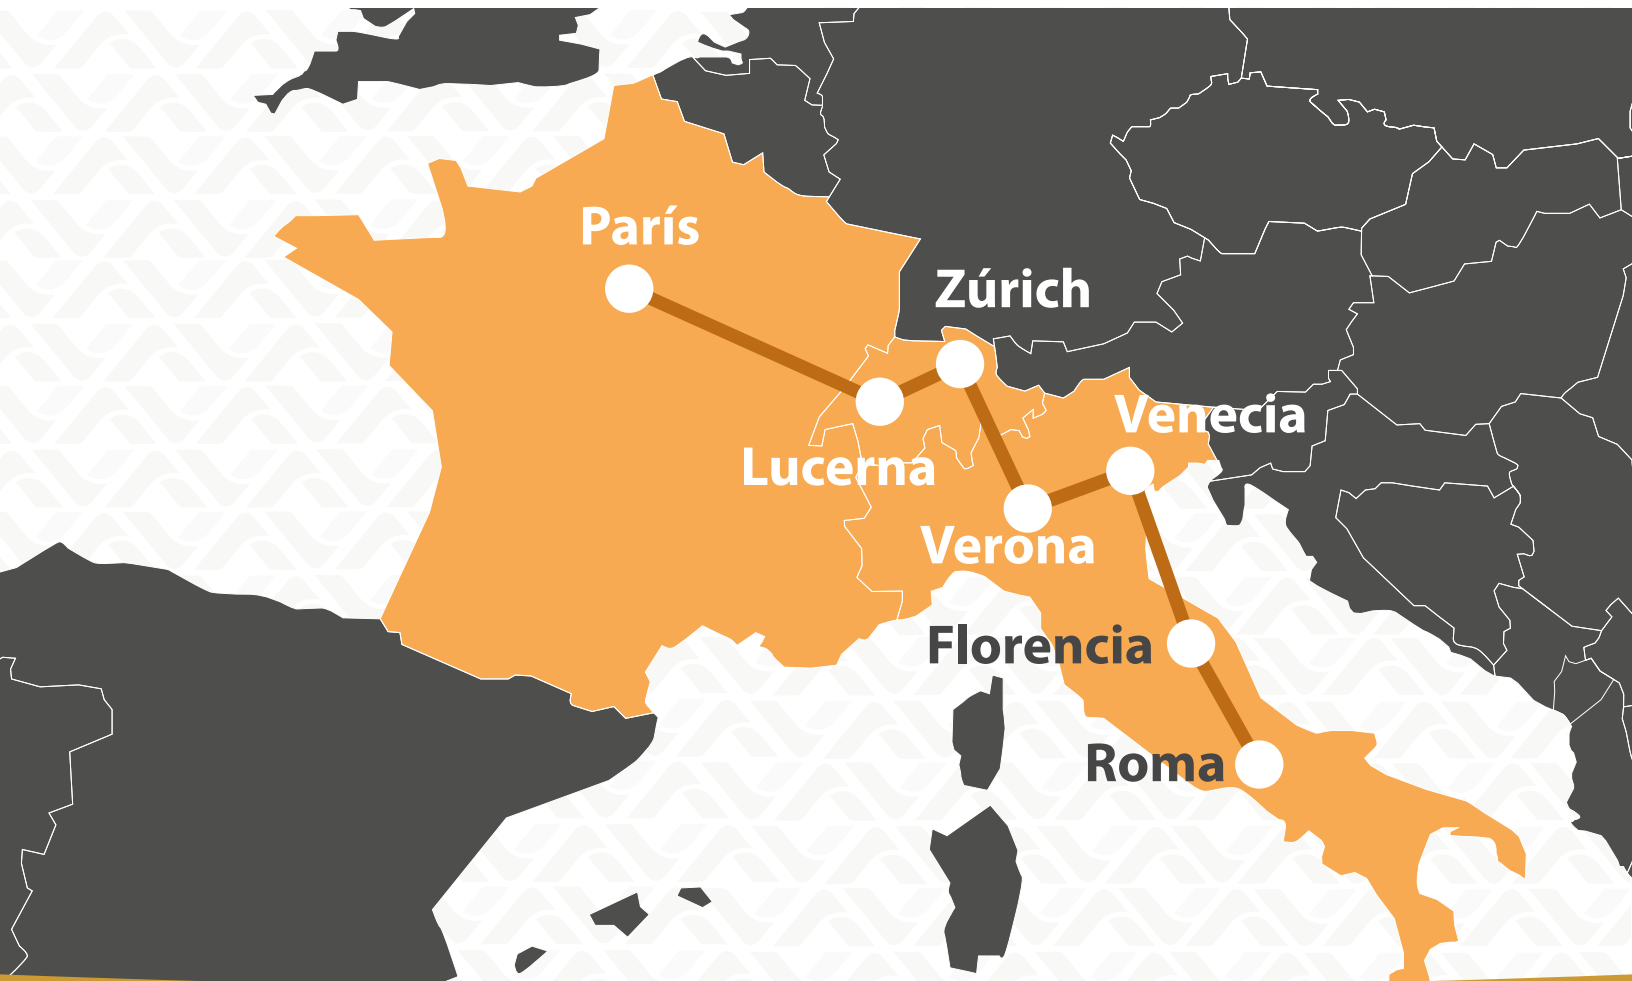 París
Zúrich
Venecia
Lucerna
Verona
Florencia
Roma